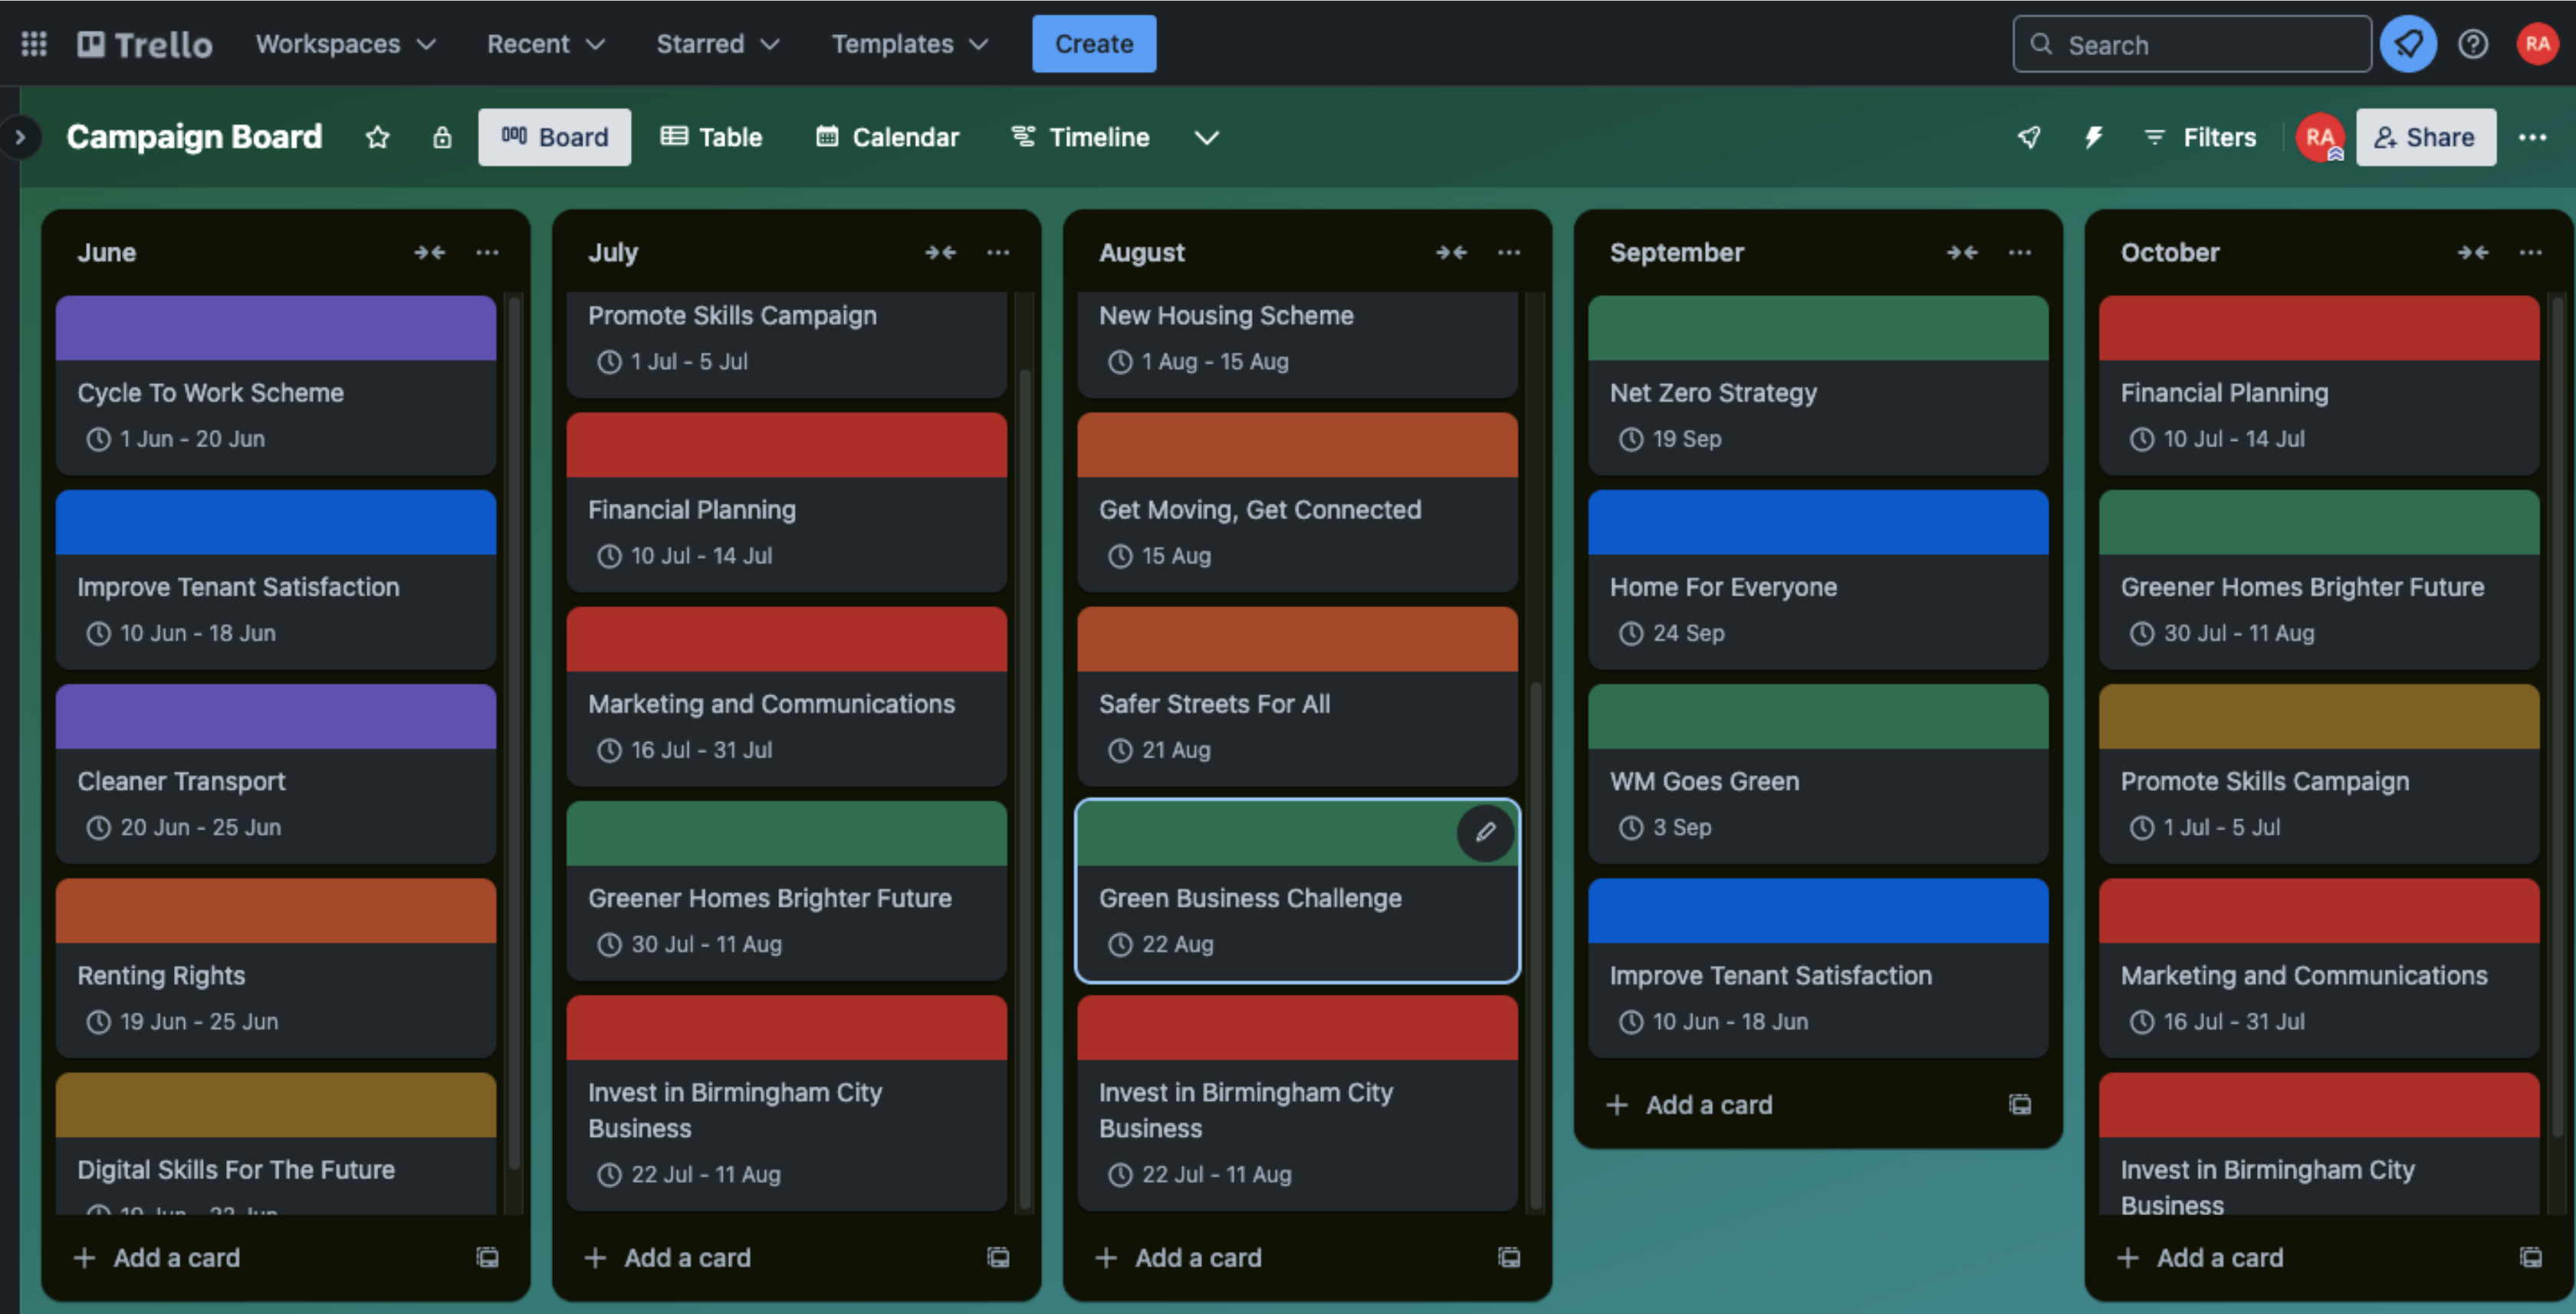 Trello
Workspaces
Recent
Starred
Templates
Create
Search
RA
Campaign Board
Board
Table
Calendar
Timeline
Filters
RA
Share
June
Cycle To Work Scheme
1 Jun - 20 Jun
Improve Tenant Satisfaction
10 Jun - 18 Jun
Cleaner Transport
20 Jun - 25 Jun
Renting Rights
19 Jun - 25 Jun
Digital Skills For The Future
Add a card
July
Promote Skills Campaign
1 Jul - 5 Jul
Financial Planning
10 Jul - 14 Jul
Marketing and Communications
16 Jul - 31 Jul
Greener Homes Brighter Future
30 Jul - 11 Aug
Invest in Birmingham City
Business
22 Jul - 11 Aug
Add a card
August
New Housing Scheme
1 Aug - 15 Aug
Get Moving, Get Connected
15 Aug
Safer Streets For All
21 Aug
Green Business Challenge
22 Aug
Invest in Birmingham City
Business
22 Jul - 11 Aug
Add a card
September
Net Zero Strategy
19 Sep
Home For Everyone
24 Sep
WM Goes Green
3 Sep
Improve Tenant Satisfaction
10 Jun - 18 Jun
Add a card
October
Financial Planning
10 Jul - 14 Jul
Greener Homes Brighter Future
30 Jul - 11 Aug
Promote Skills Campaign
1 Jul - 5 Jul
Marketing and Communications
16 Jul - 31 Jul
Invest in Birmingham City
Business
Add a card